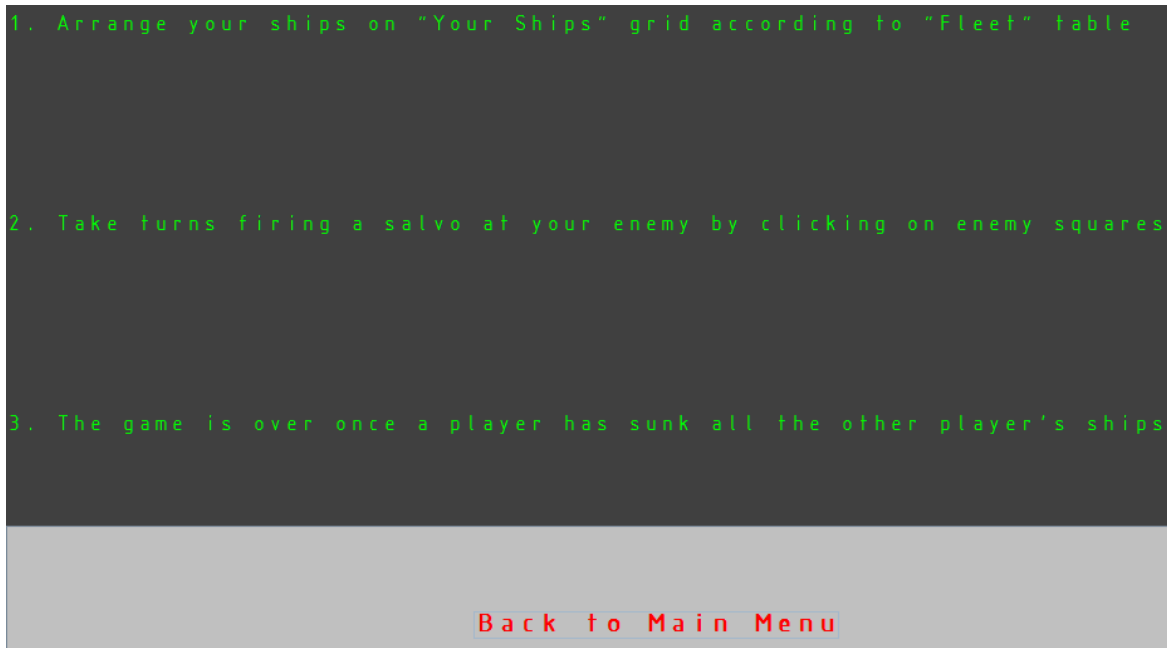 1. Arrange your ships on “Your Ships“ grid according to “Fleet“ table
2. Take turns firing a salvo at your enemy by clicking on enemy squares
3. The game is over once a player has sunk all the other player's ships
Back to Main Menu